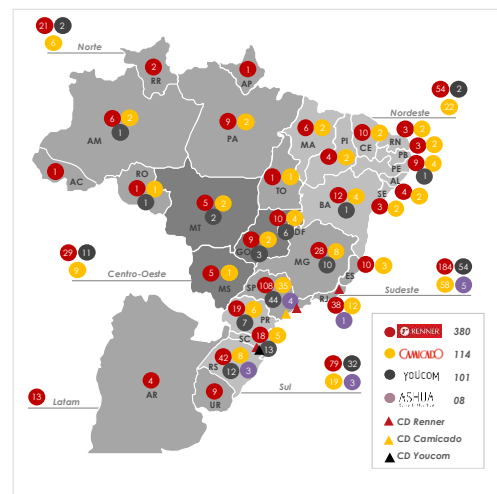 21 2
6
Norte
2
RR
1
AP
54 2
22
Nordeste
6 2
1
AM
9 2
PA
6 2
MA
PI
10 2
CE
3 2
RN
3 2
PB
4 2
9 4
PE
1
AL
1
AC
RO
1 1
1
1 1
TO
12 4
BA
1
SE
4 2
3 2
5 2
2
MT
10 4
DF
6
9 2
GO
3
28 8
MG
10
ES
10 3
29 11
9
Centro-Oeste
5 1
MS
SP
108 35
44 4
RJ
38 12
1
184 54
58 5
Sudeste
19 6
PR
7
SC
18 5
13
42 8
RS
12 3
9
UR
79 32
19 3
Sul
4
AR
13
Latam
RENNER 380
CAMICADO 114
YOUCOM 101
ASHUA 08
CD Renner
CD Camicado
CD Youcom